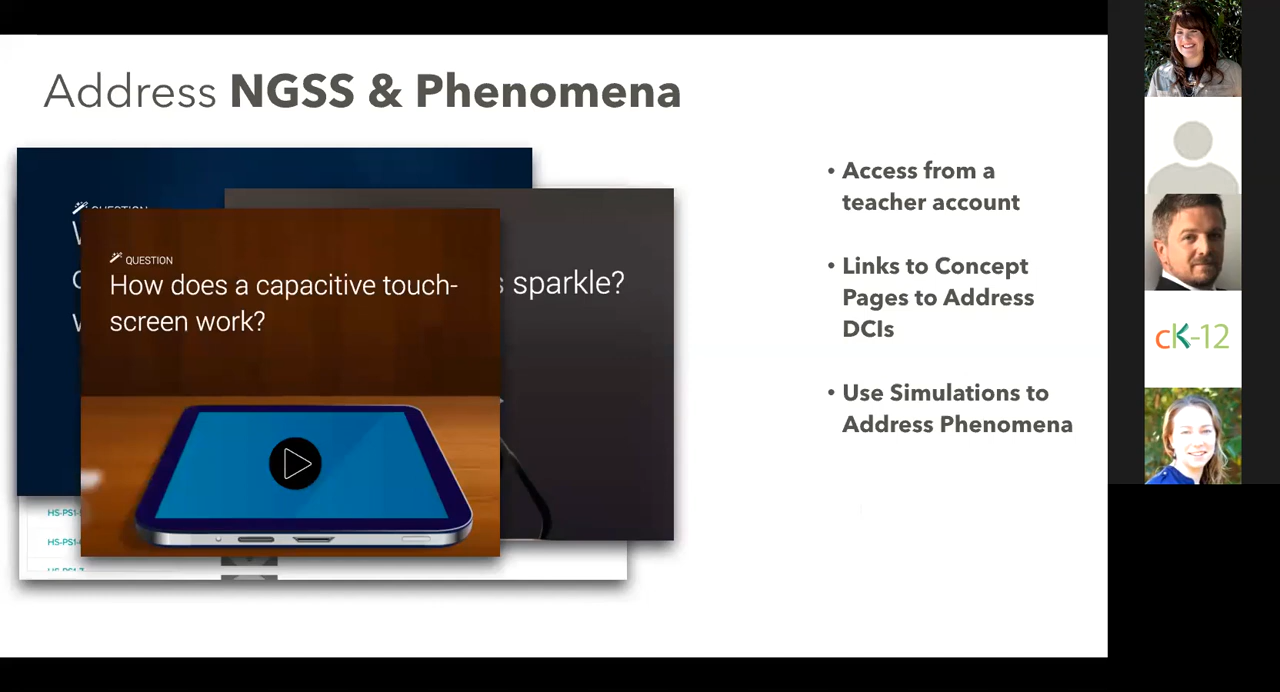 Address NGSS & Phenomena
QUESTION
s sparkle?
QUESTION
How does a capacitive touch-
screen work?
HS-PS1-
HS-PS1-
• Access from a
teacher account
• Links to Concept
Pages to Address
DCIs
• Use Simulations to
Address Phenomena
cK-12